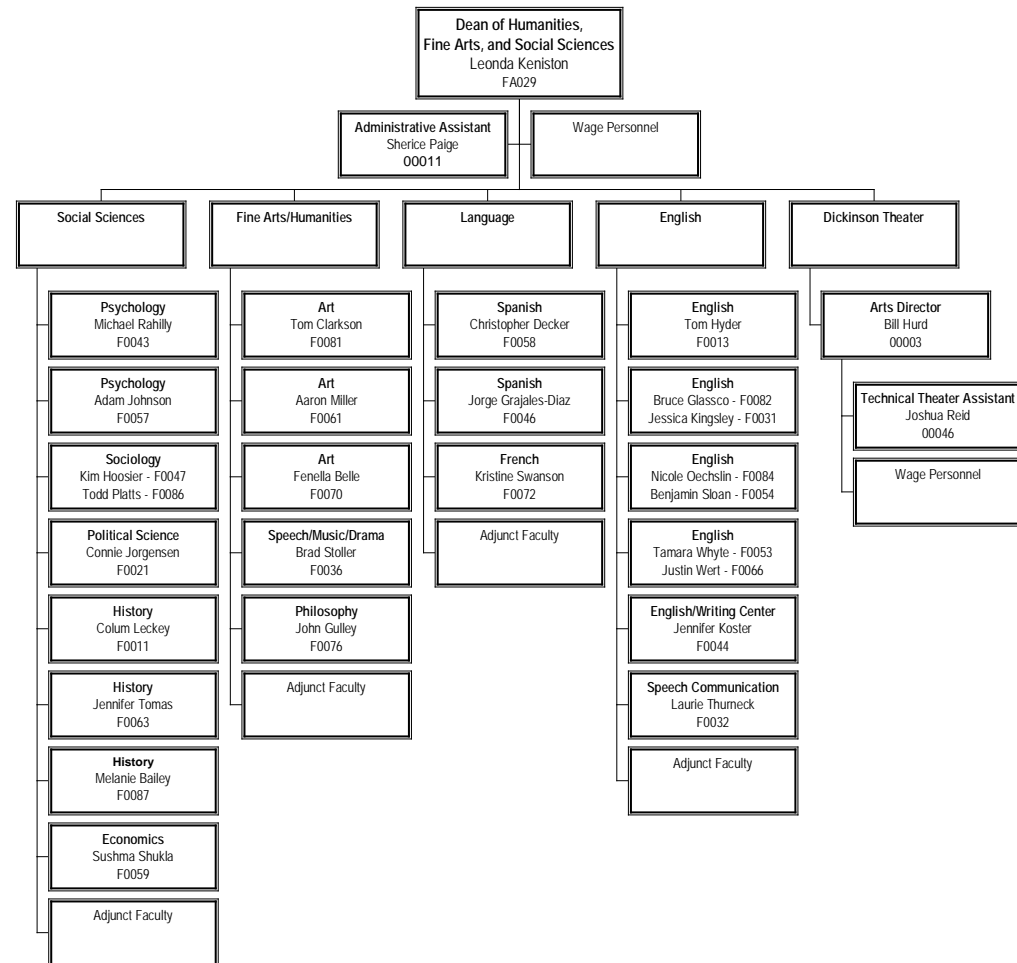 Dean of Humanities,
Fine Arts, and Social Sciences
Leonda Keniston
FA029
Administrative Assistant
Sherice Paige
00011
Wage Personnel
Social Sciences
Psychology
Michael Rahilly
F0043
Psychology
Adam Johnson
F0057
Sociology
Kim Hoosier - F0047
Todd Platts - F0086
Political Science
Connie Jorgensen
F0021
History
Colum Leckey
F0011
History
Jennifer Tomas
F0063
History
Melanie Bailey
F0087
Economics
Sushma Shukla
F0059
Adjunct Faculty
Fine Arts/Humanities
Art
Tom Clarkson
F0081
Art
Aaron Miller
F0061
Art
Fenella Belle
F0070
Speech/Music/Drama
Brad Stoller
F0036
Philosophy
John Gulley
F0076
Adjunct Faculty
Language
Spanish
Christopher Decker
F0058
Spanish
Jorge Grajales-Diaz
F0046
French
Kristine Swanson
F0072
Adjunct Faculty
English
English
Tom Hyder
F0013
English
Bruce Glassco - F0082
Jessica Kingsley - F0031
English
Nicole Oechslin - F0084
Benjamin Sloan - F0054
English
Tamara Whyte - F0053
Justin Wert - F0066
English/Writing Center
Jennifer Koster
F0044
Speech Communication
Laurie Thurneck
F0032
Adjunct Faculty
Dickinson Theater
Arts Director
Bill Hurd
00003
Technical Theater Assistant
Joshua Reid
00046
Wage Personnel